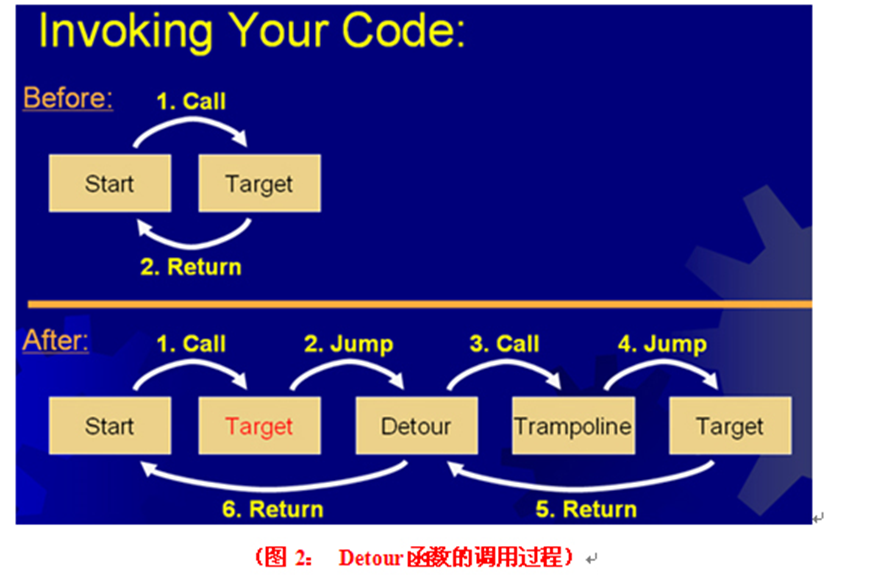 Invoking Your Code:
Before:
1. Call
Start
Target
2. Return
After:
1. Call
2. Jump
3. Call
4. Jump
Start
Target
Detour
Trampoline
Target
6. Return
5. Return
（图 2： Detour函数的调用过程）